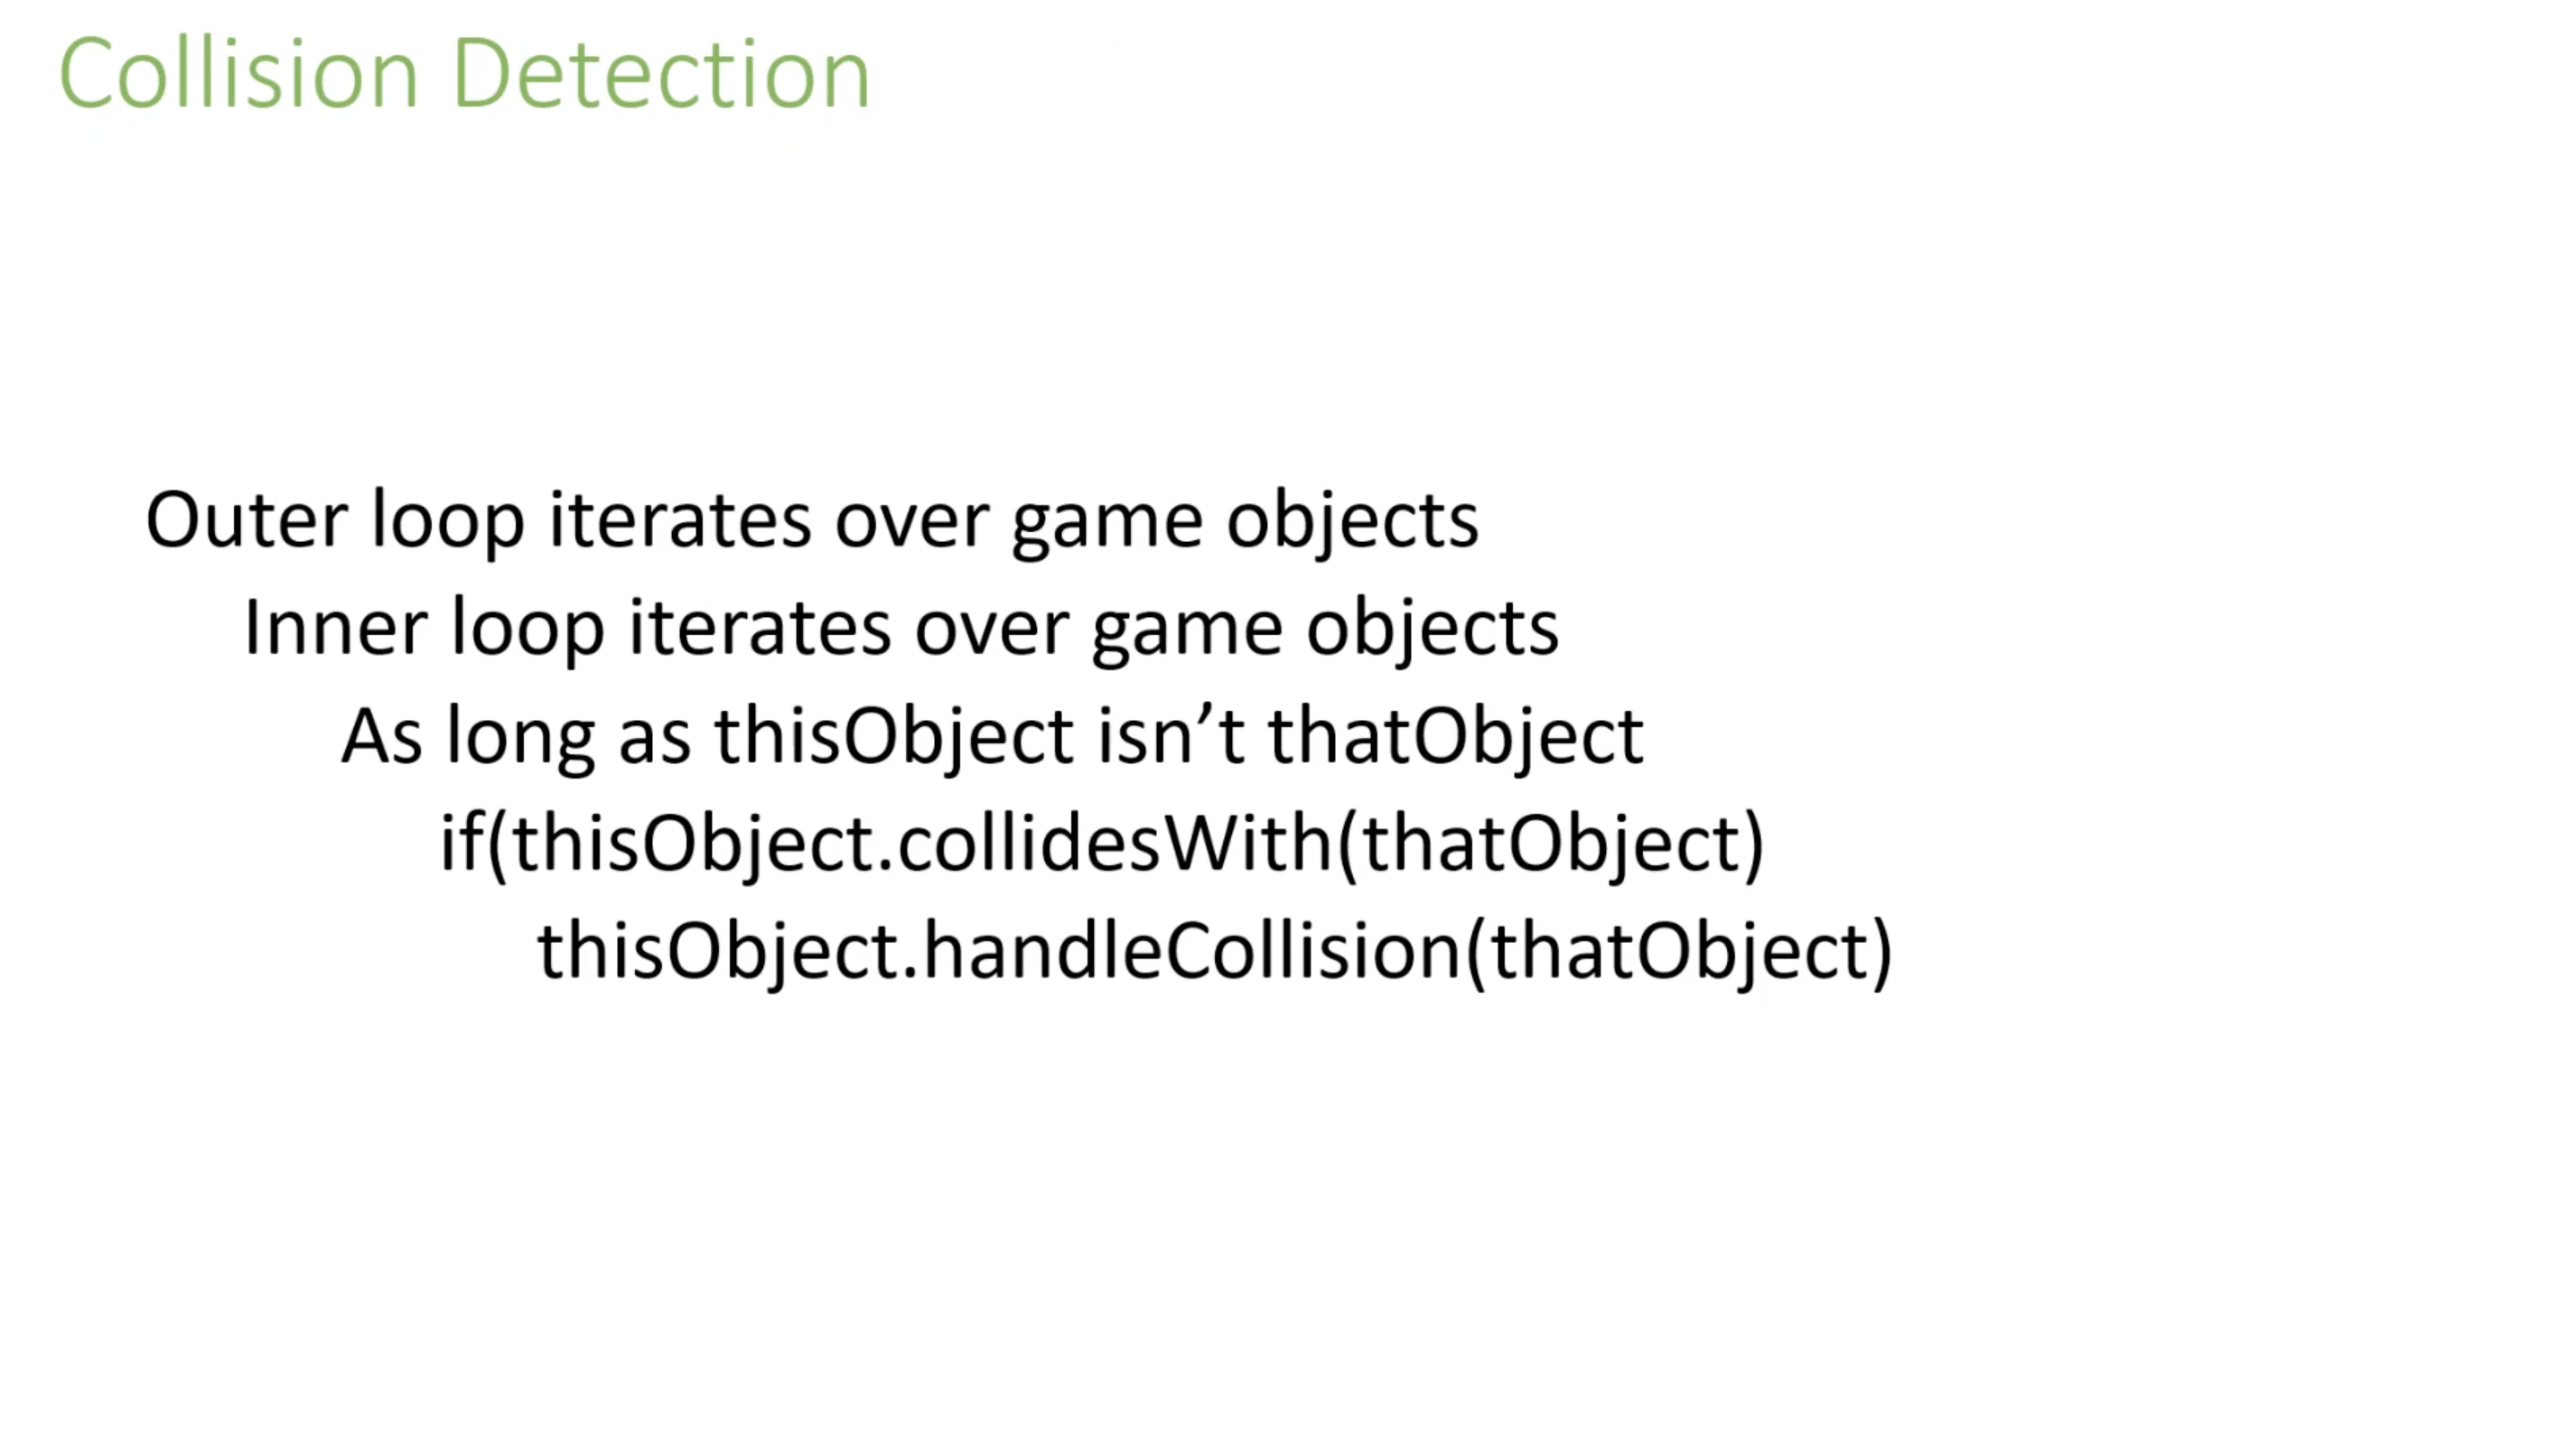 Collision Detection
Outer loop iterates over game objects
Inner loop iterates over game objects
As long as thisObject isn’t thatObject
if(thisObject.collidesWith(thatObject)
thisObject.handleCollision(thatObject)